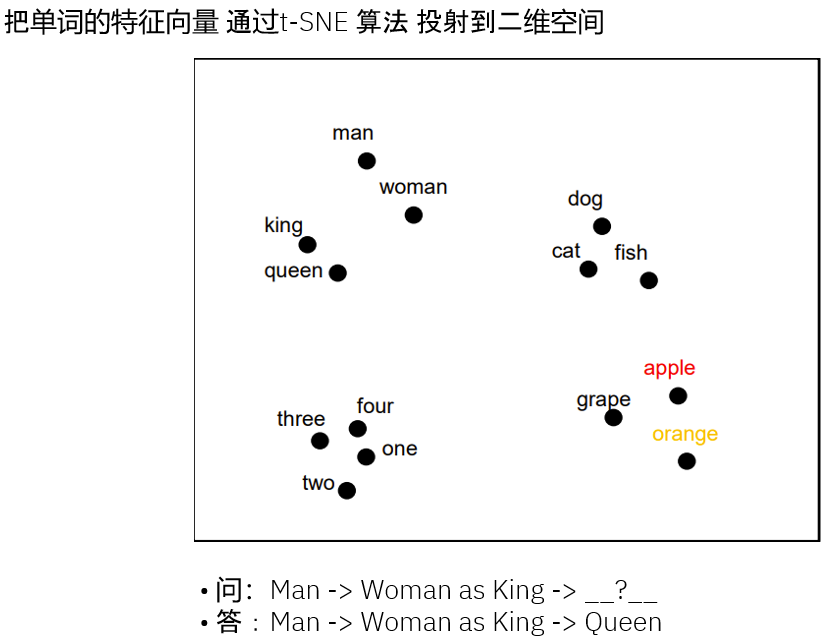 把单词的特征向量 通过t-SNE 算法 投射到二维空间
man
woman
king
queen
dog
cat
fish
apple
grape
orange
four
three
one
two
• 问：Man -> Woman as King -> __?__
• 答：Man -> Woman as King -> Queen